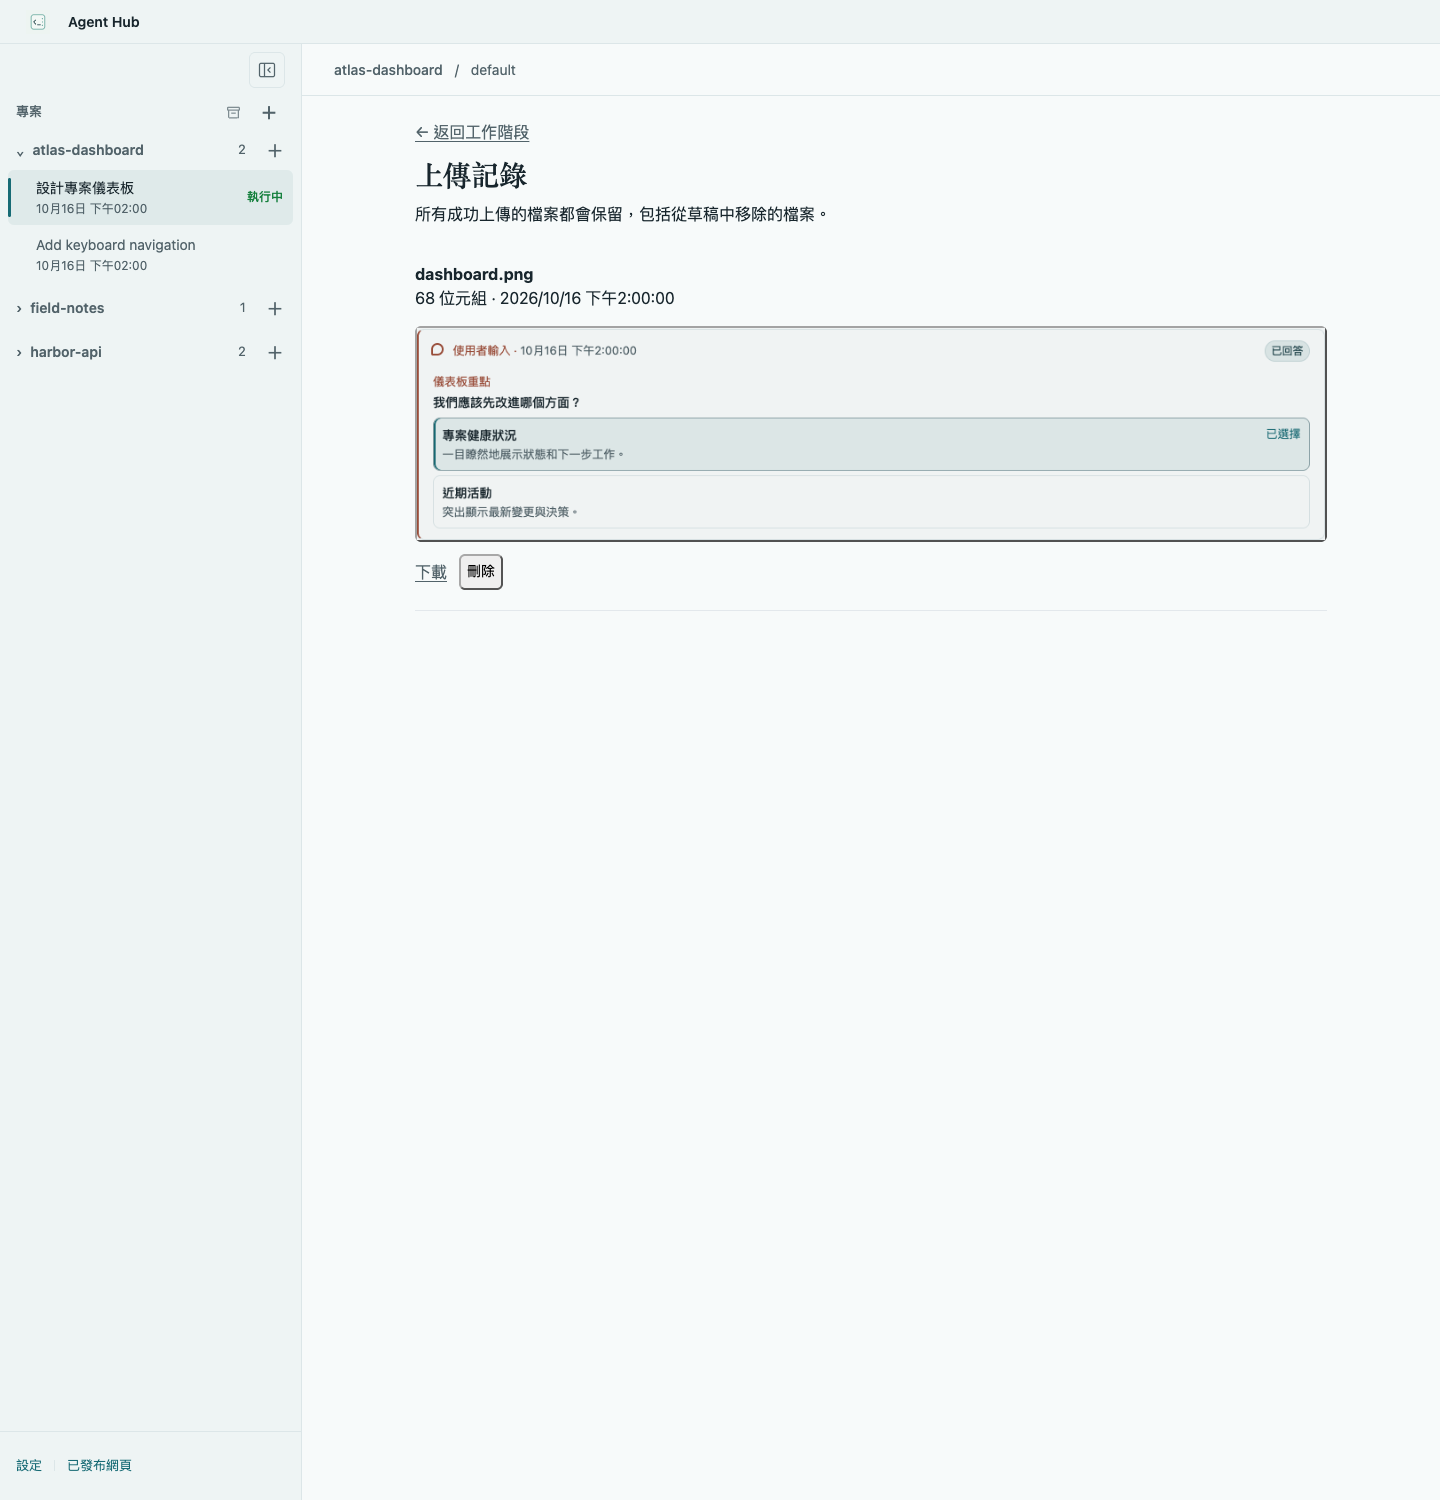 Agent Hub
專案
atlas-dashboard 2
設計專案儀表板
10月16日 下午02:00
執行中
Add keyboard navigation
10月16日 下午02:00
field-notes 1
harbor-api 2
設定
已發布網頁
atlas-dashboard / default
← 返回工作階段
上傳記錄
所有成功上傳的檔案都會保留，包括從草稿中移除的檔案。
dashboard.png
68 位元組 · 2026/10/16 下午2:00:00
使用者輸入 · 10月16日 下午2:00:00
已回答
儀表板重點
我們應該先改進哪個方面？
專案健康狀況
已選擇
一目瞭然地展示狀態和下一步工作。
近期活動
突出顯示最新變更與決策。
下載
刪除